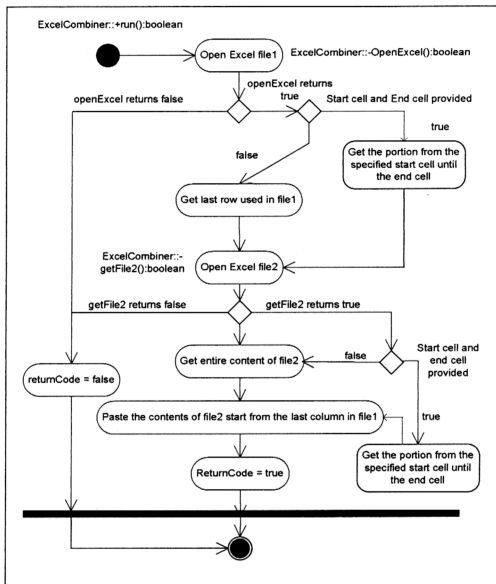 ExcelCombiner::+run():boolean
Open Excel file1
ExcelCombiner::-OpenExcel():boolean
openExcel returns false
openExcel returns
true
Start cell and End cell provided
true
false
Get the portion from the
specified start cell until
the end cell
Get last row used in file1
ExcelCombiner::-
getFile2():boolean
Open Excel file2
getFile2 returns false
getFile2 returns true
Get entire content of file2
false
Start cell and
end cell
provided
returnCode = false
true
Paste the contents of file2 start from the last column in file1
Get the portion from the
specified start cell until
the end cell
ReturnCode = true